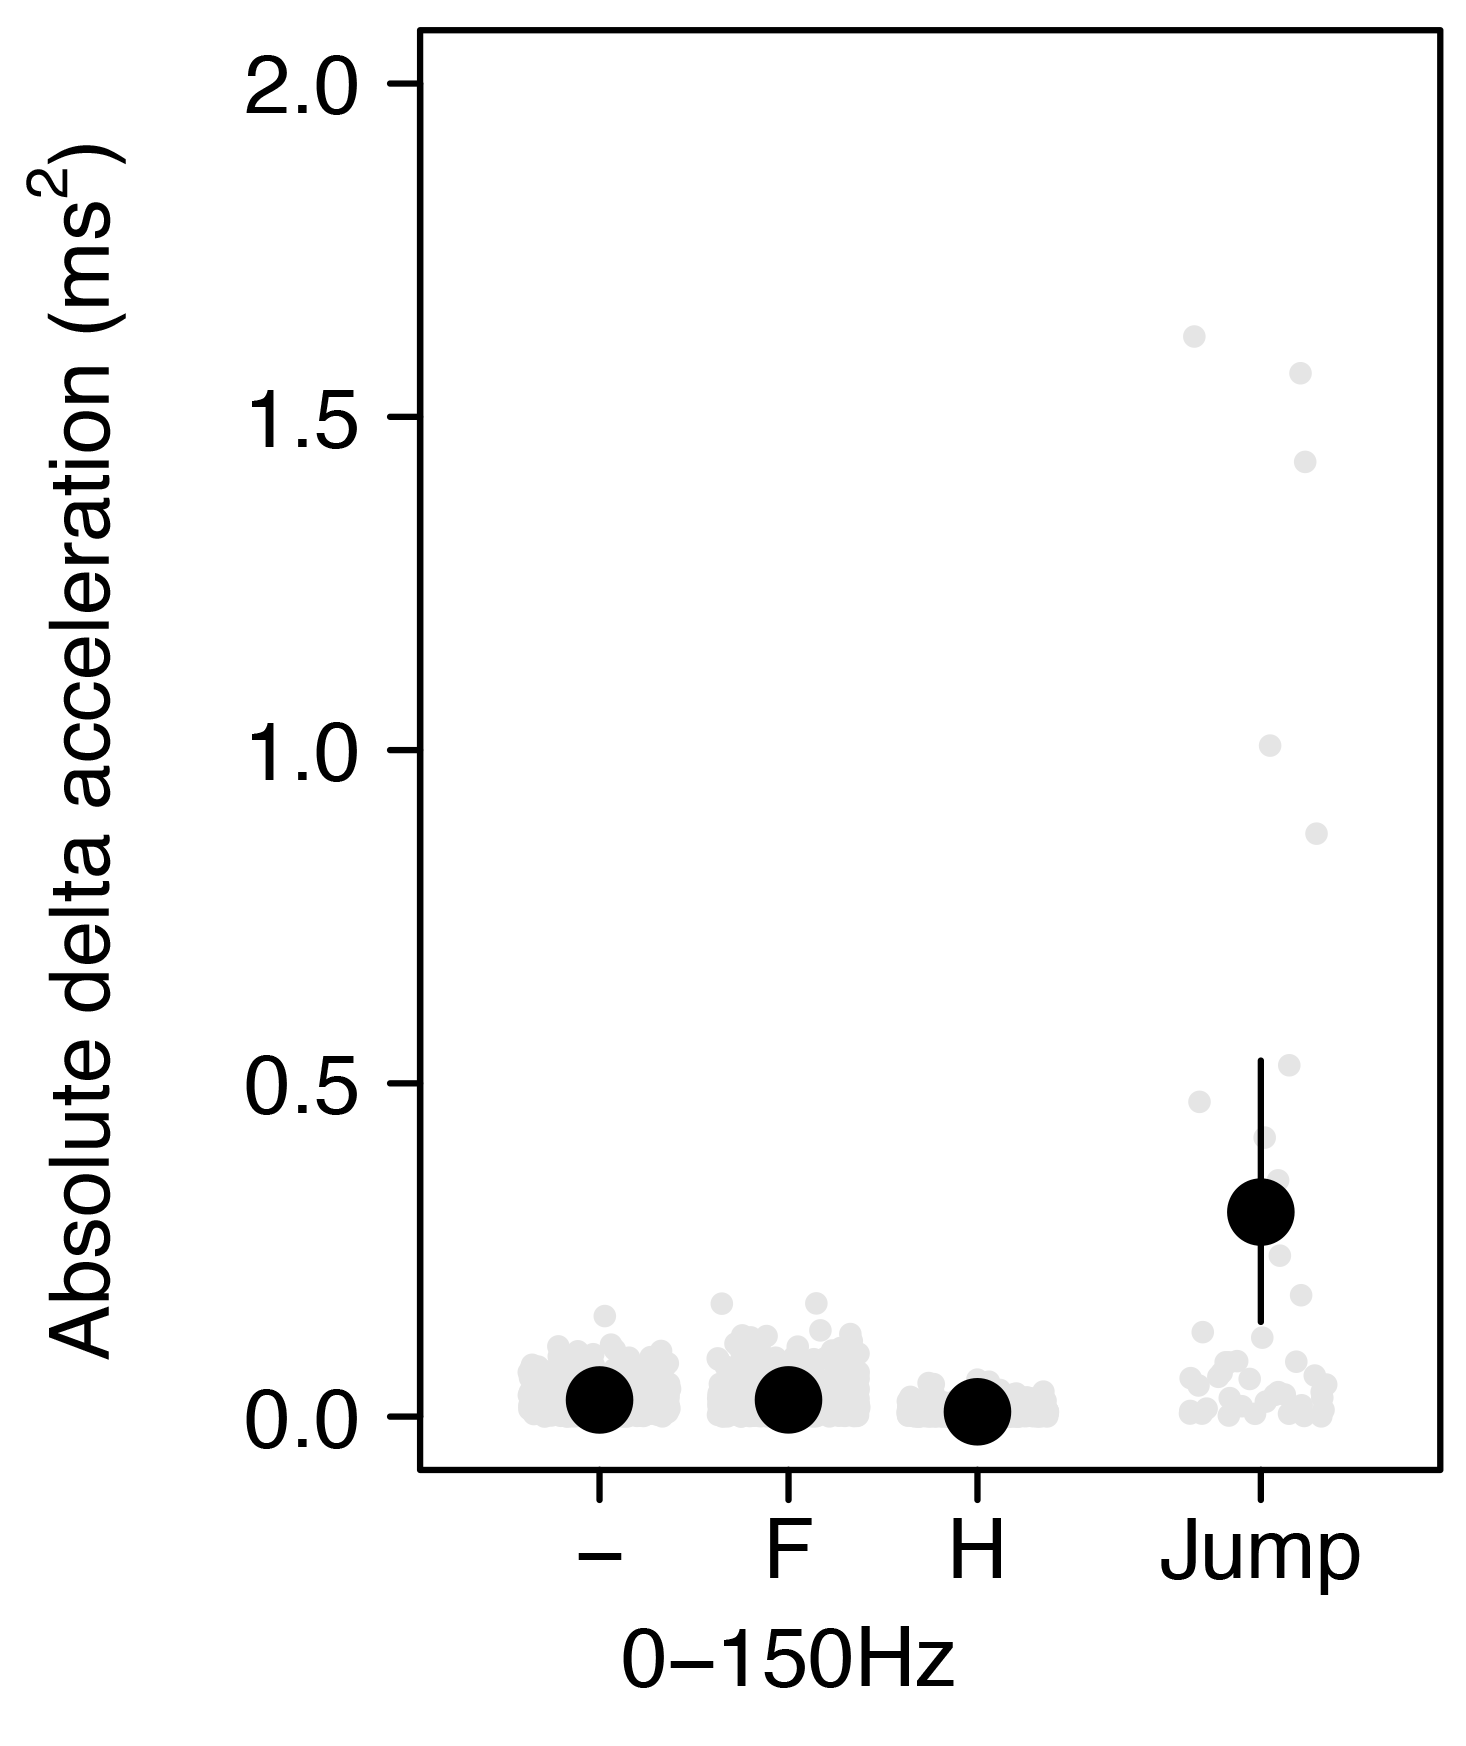 Absolute delta acceleration (ms²)
2.0
1.5
1.0
0.5
0.0
– F H Jump
0–150Hz